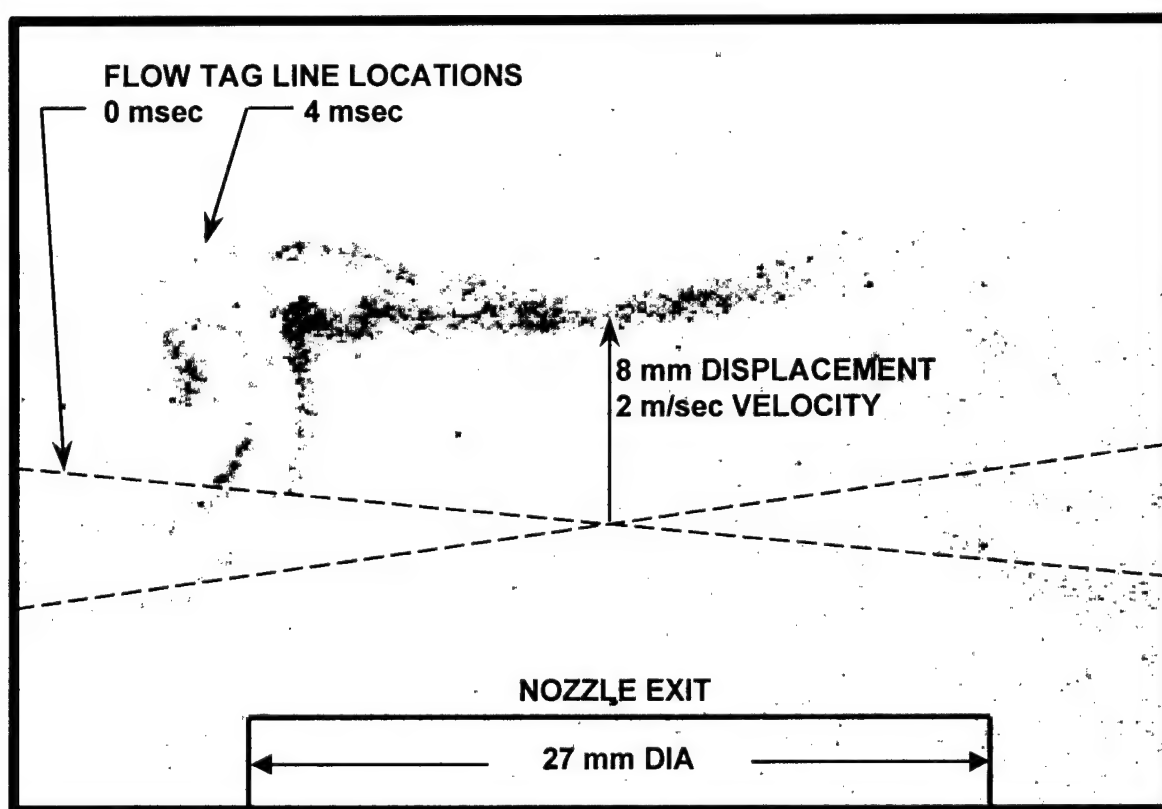 FLOW TAG LINE LOCATIONS
0 msec
4 msec
8 mm DISPLACEMENT
2 m/sec VELOCITY
NOZZLE EXIT
27 mm DIA